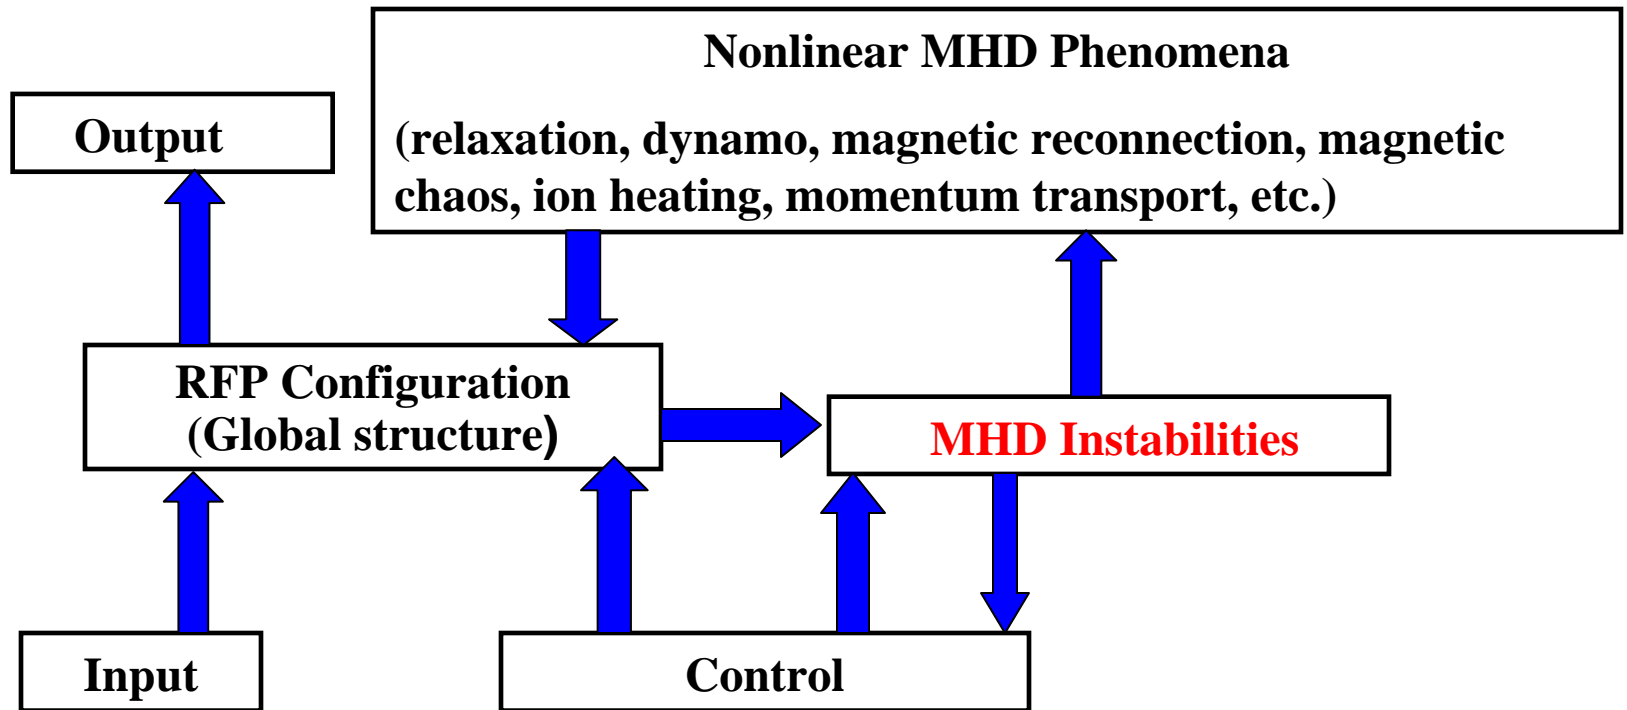 Nonlinear MHD Phenomena
Output
(relaxation, dynamo, magnetic reconnection, magnetic
chaos, ion heating, momentum transport, etc.)
RFP Configuration
(Global structure)
MHD Instabilities
Input
Control